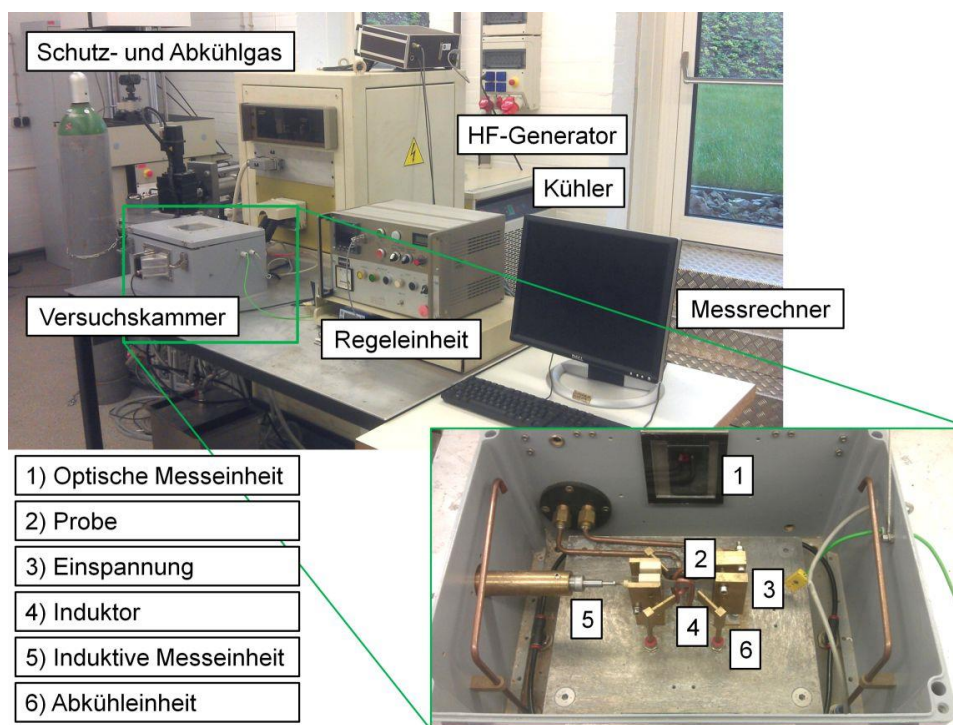 Schutz- und Abkühlgas
HF-Generator
Kühler
Versuchskammer
Regeleinheit
Messrechner
DELL
1) Optische Messeinheit
2) Probe
3) Einspannung
4) Induktor
5) Induktive Messeinheit
6) Abkühleinheit
1
2
3
4
5
6